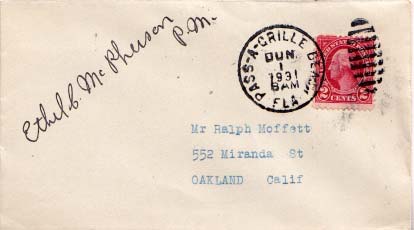 Ethel. B. McPherson
P.M.
PASS-A-GRILLE BEACH
JUN.
1
1931
8AM
FLA
2 CENTS 2
Mr Ralph Moffett
552 Miranda St
OAKLAND Calif